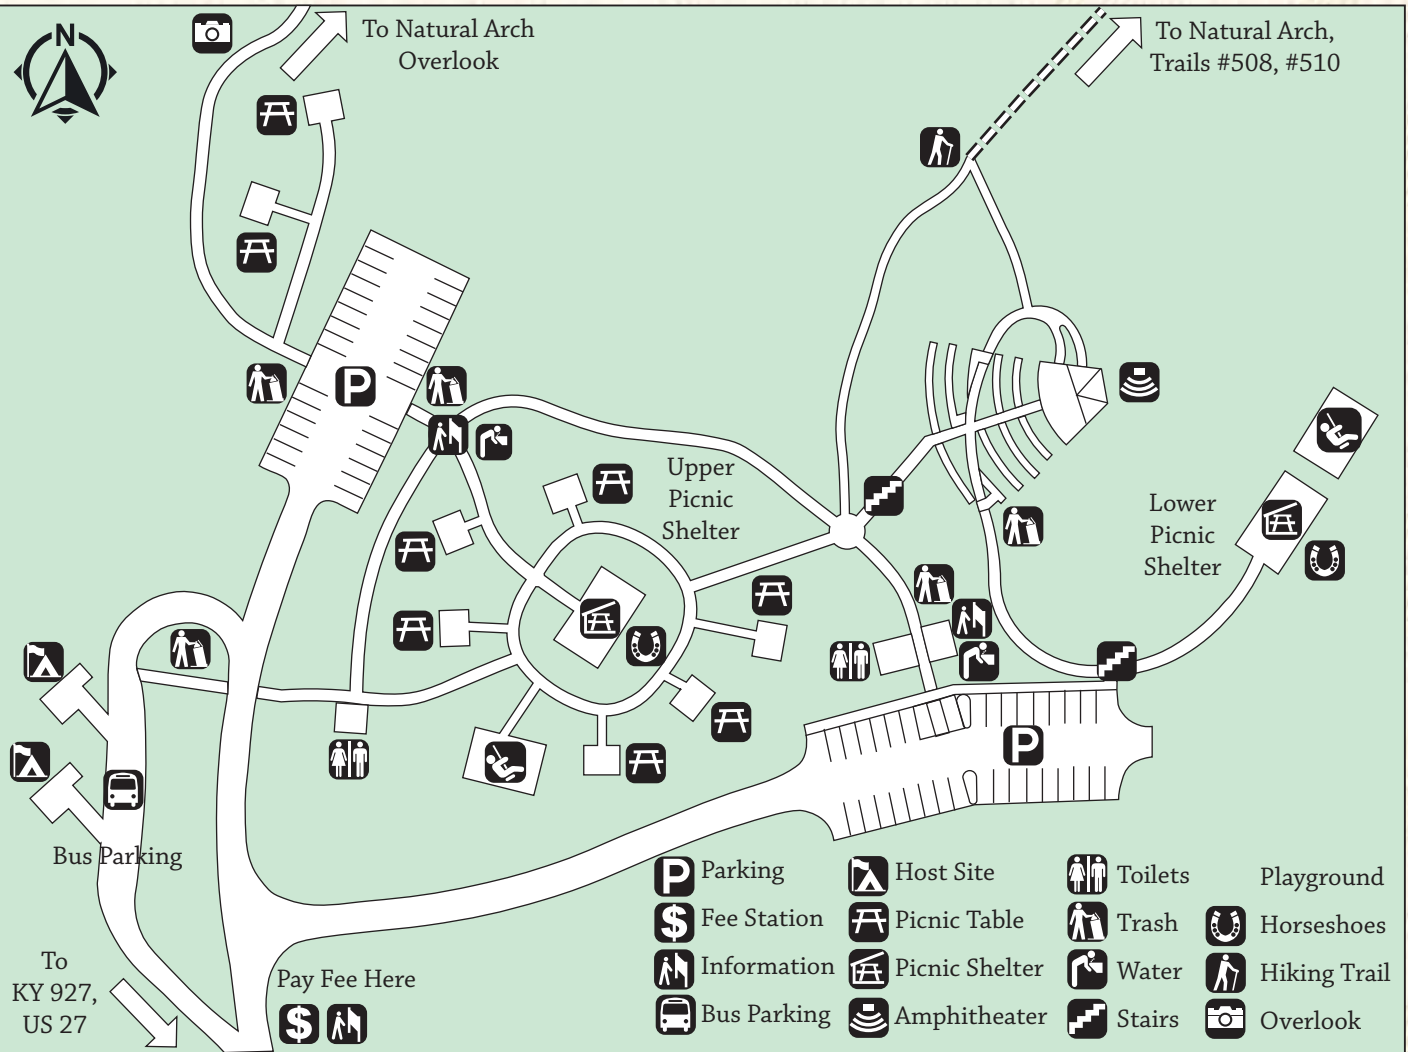 N
To Natural Arch
Overlook
To Natural Arch,
Trails #508, #510
P
Upper
Picnic
Shelter
Lower
Picnic
Shelter
P
Bus Parking
To
KY 927,
US 27
Pay Fee Here
$
P Parking
$ Fee Station
Information
Bus Parking
Host Site
Picnic Table
Picnic Shelter
Amphitheater
Toilets
Trash
Water
Stairs
Playground
Horseshoes
Hiking Trail
Overlook